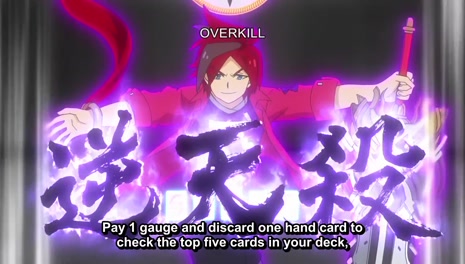 OVERKILL
逆天殺
Pay 1 gauge and discard one hand card to
check the top five cards in your deck,